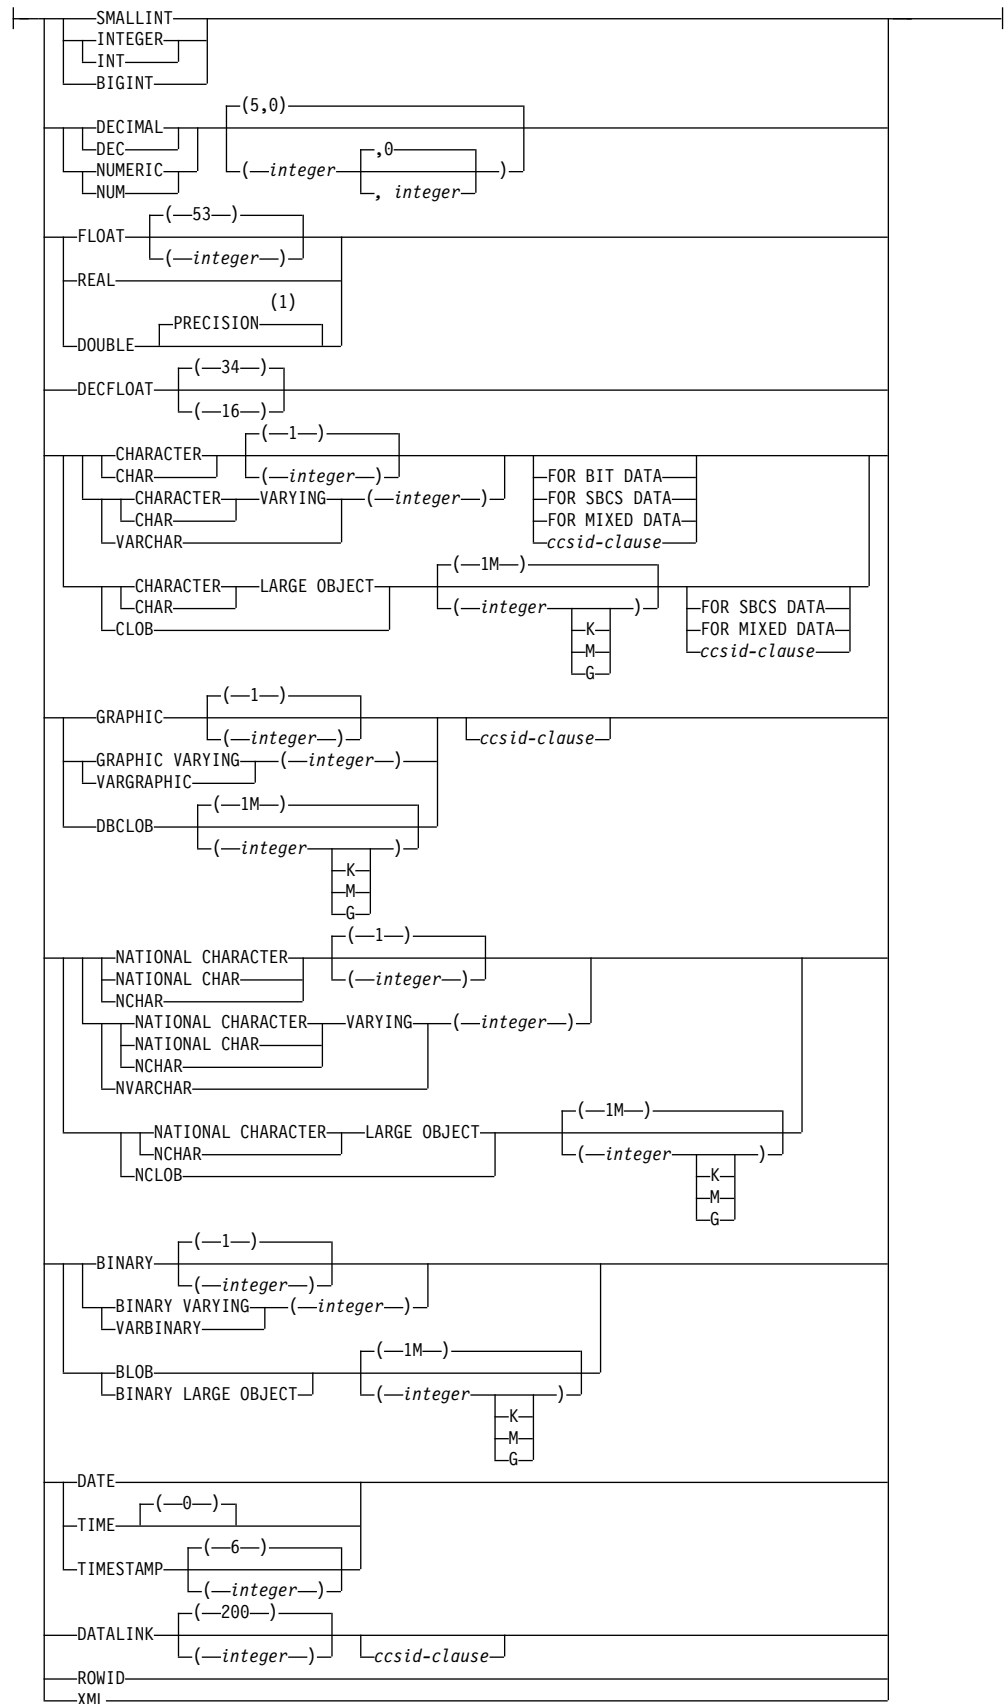 SMALLINT
INTEGER
INT
BIGINT
(5,0)
DECIMAL
DEC
NUMERIC
NUM
,0
( integer )
, integer
( 53 )
FLOAT
( integer )
REAL
(1)
PRECISION
DOUBLE
( 34 )
DECFLOAT
( 16 )
( 1 )
CHARACTER
CHAR
( integer )
CHARACTER VARYING ( integer )
CHAR
VARCHAR
FOR BIT DATA
FOR SBCS DATA
FOR MIXED DATA
ccsid-clause
( 1M )
CHARACTER LARGE OBJECT
CHAR
CLOB
( integer )
K
M
G
FOR SBCS DATA
FOR MIXED DATA
ccsid-clause
( 1 )
GRAPHIC
( integer )
ccsid-clause
GRAPHIC VARYING ( integer )
VARGRAPHIC
( 1M )
DBCLOB
( integer )
K
M
G
( 1 )
NATIONAL CHARACTER
NATIONAL CHAR
NCHAR
( integer )
NATIONAL CHARACTER VARYING ( integer )
NATIONAL CHAR
NCHAR
NVARCHAR
( 1M )
NATIONAL CHARACTER LARGE OBJECT
NCHAR
NCLOB
( integer )
K
M
G
( 1 )
BINARY
( integer )
BINARY VARYING ( integer )
VARBINARY
( 1M )
BLOB
BINARY LARGE OBJECT
( integer )
K
M
G
DATE
( 0 )
TIME
( 6 )
TIMESTAMP
( integer )
( 200 )
DATALINK
( integer )
ccsid-clause
ROWID
XML